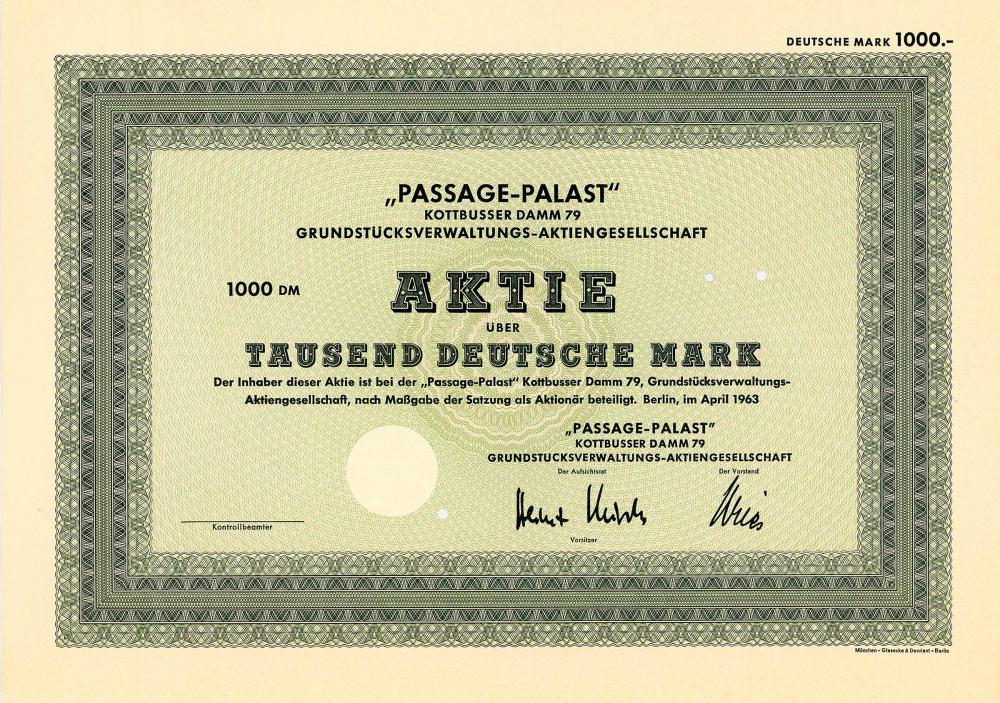 DEUTSCHE MARK 1000.-
„PASSAGE-PALAST“
KOTTBUSSER DAMM 79
GRUNDSTÜCKSVERWALTUNGS-AKTIENGESELLSCHAFT
1000 DM
AKTIE
ÜBER
TAUSEND DEUTSCHE MARK
Der Inhaber dieser Aktie ist bei der „Passage-Palast“ Kottbusser Damm 79, Grundstücksverwaltungs-
Aktiengesellschaft, nach Maßgabe der Satzung als Aktionär beteiligt. Berlin, im April 1963
„PASSAGE-PALAST”
KOTTBUSSER DAMM 79
GRUNDSTÜCKSVERWALTUNGS-AKTIENGESELLSCHAFT
Der Aufsichtsrat
Der Vorstand
Vorsitzer
Kontrollbeamter
München - Giesecke & Devrient - Berlin